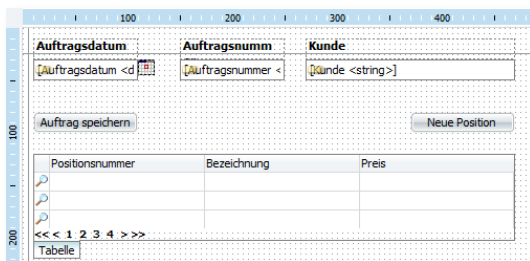 100 200 300 400
Auftragsdatum Auftragsnumm Kunde
[Auftragsdatum <d [Auftragsnummer < [Kunde <string>]
100
Auftrag speichern Neue Position
Positionsnummer Bezeichnung Preis
<< < 1 2 3 4 > >>
200
Tabelle